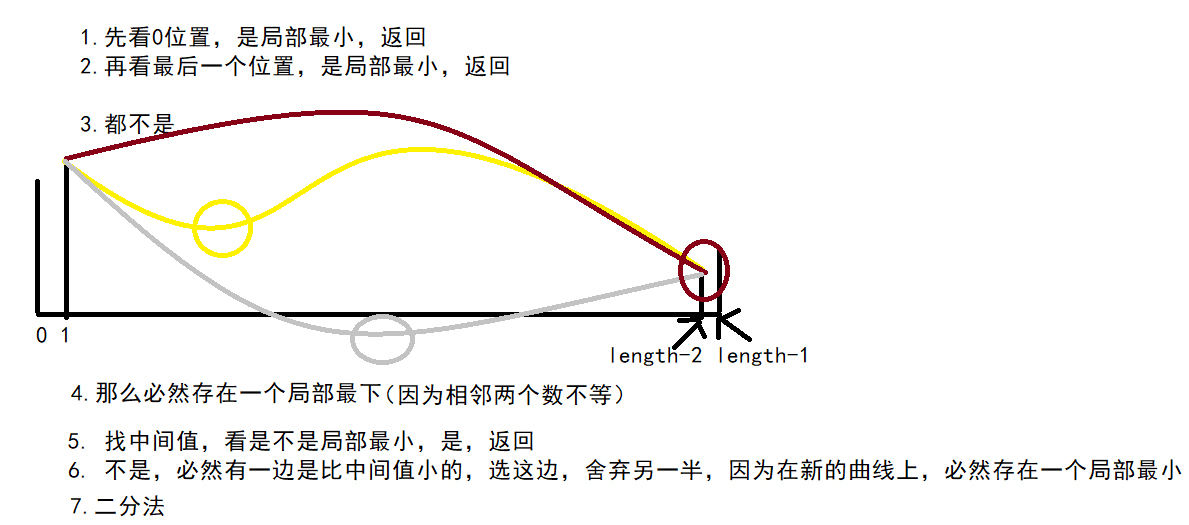 1.先看0位置，是局部最小，返回
2.再看最后一个位置，是局部最小，返回
3.都不是
0 1
length-2 length-1
4.那么必然存在一个局部最下（因为相邻两个数不等）
5. 找中间值，看是不是局部最小，是，返回
6. 不是，必然有一边是比中间值小的，选这边，舍弃另一半，因为在新的曲线上，必然存在一个局部最小
7.二分法